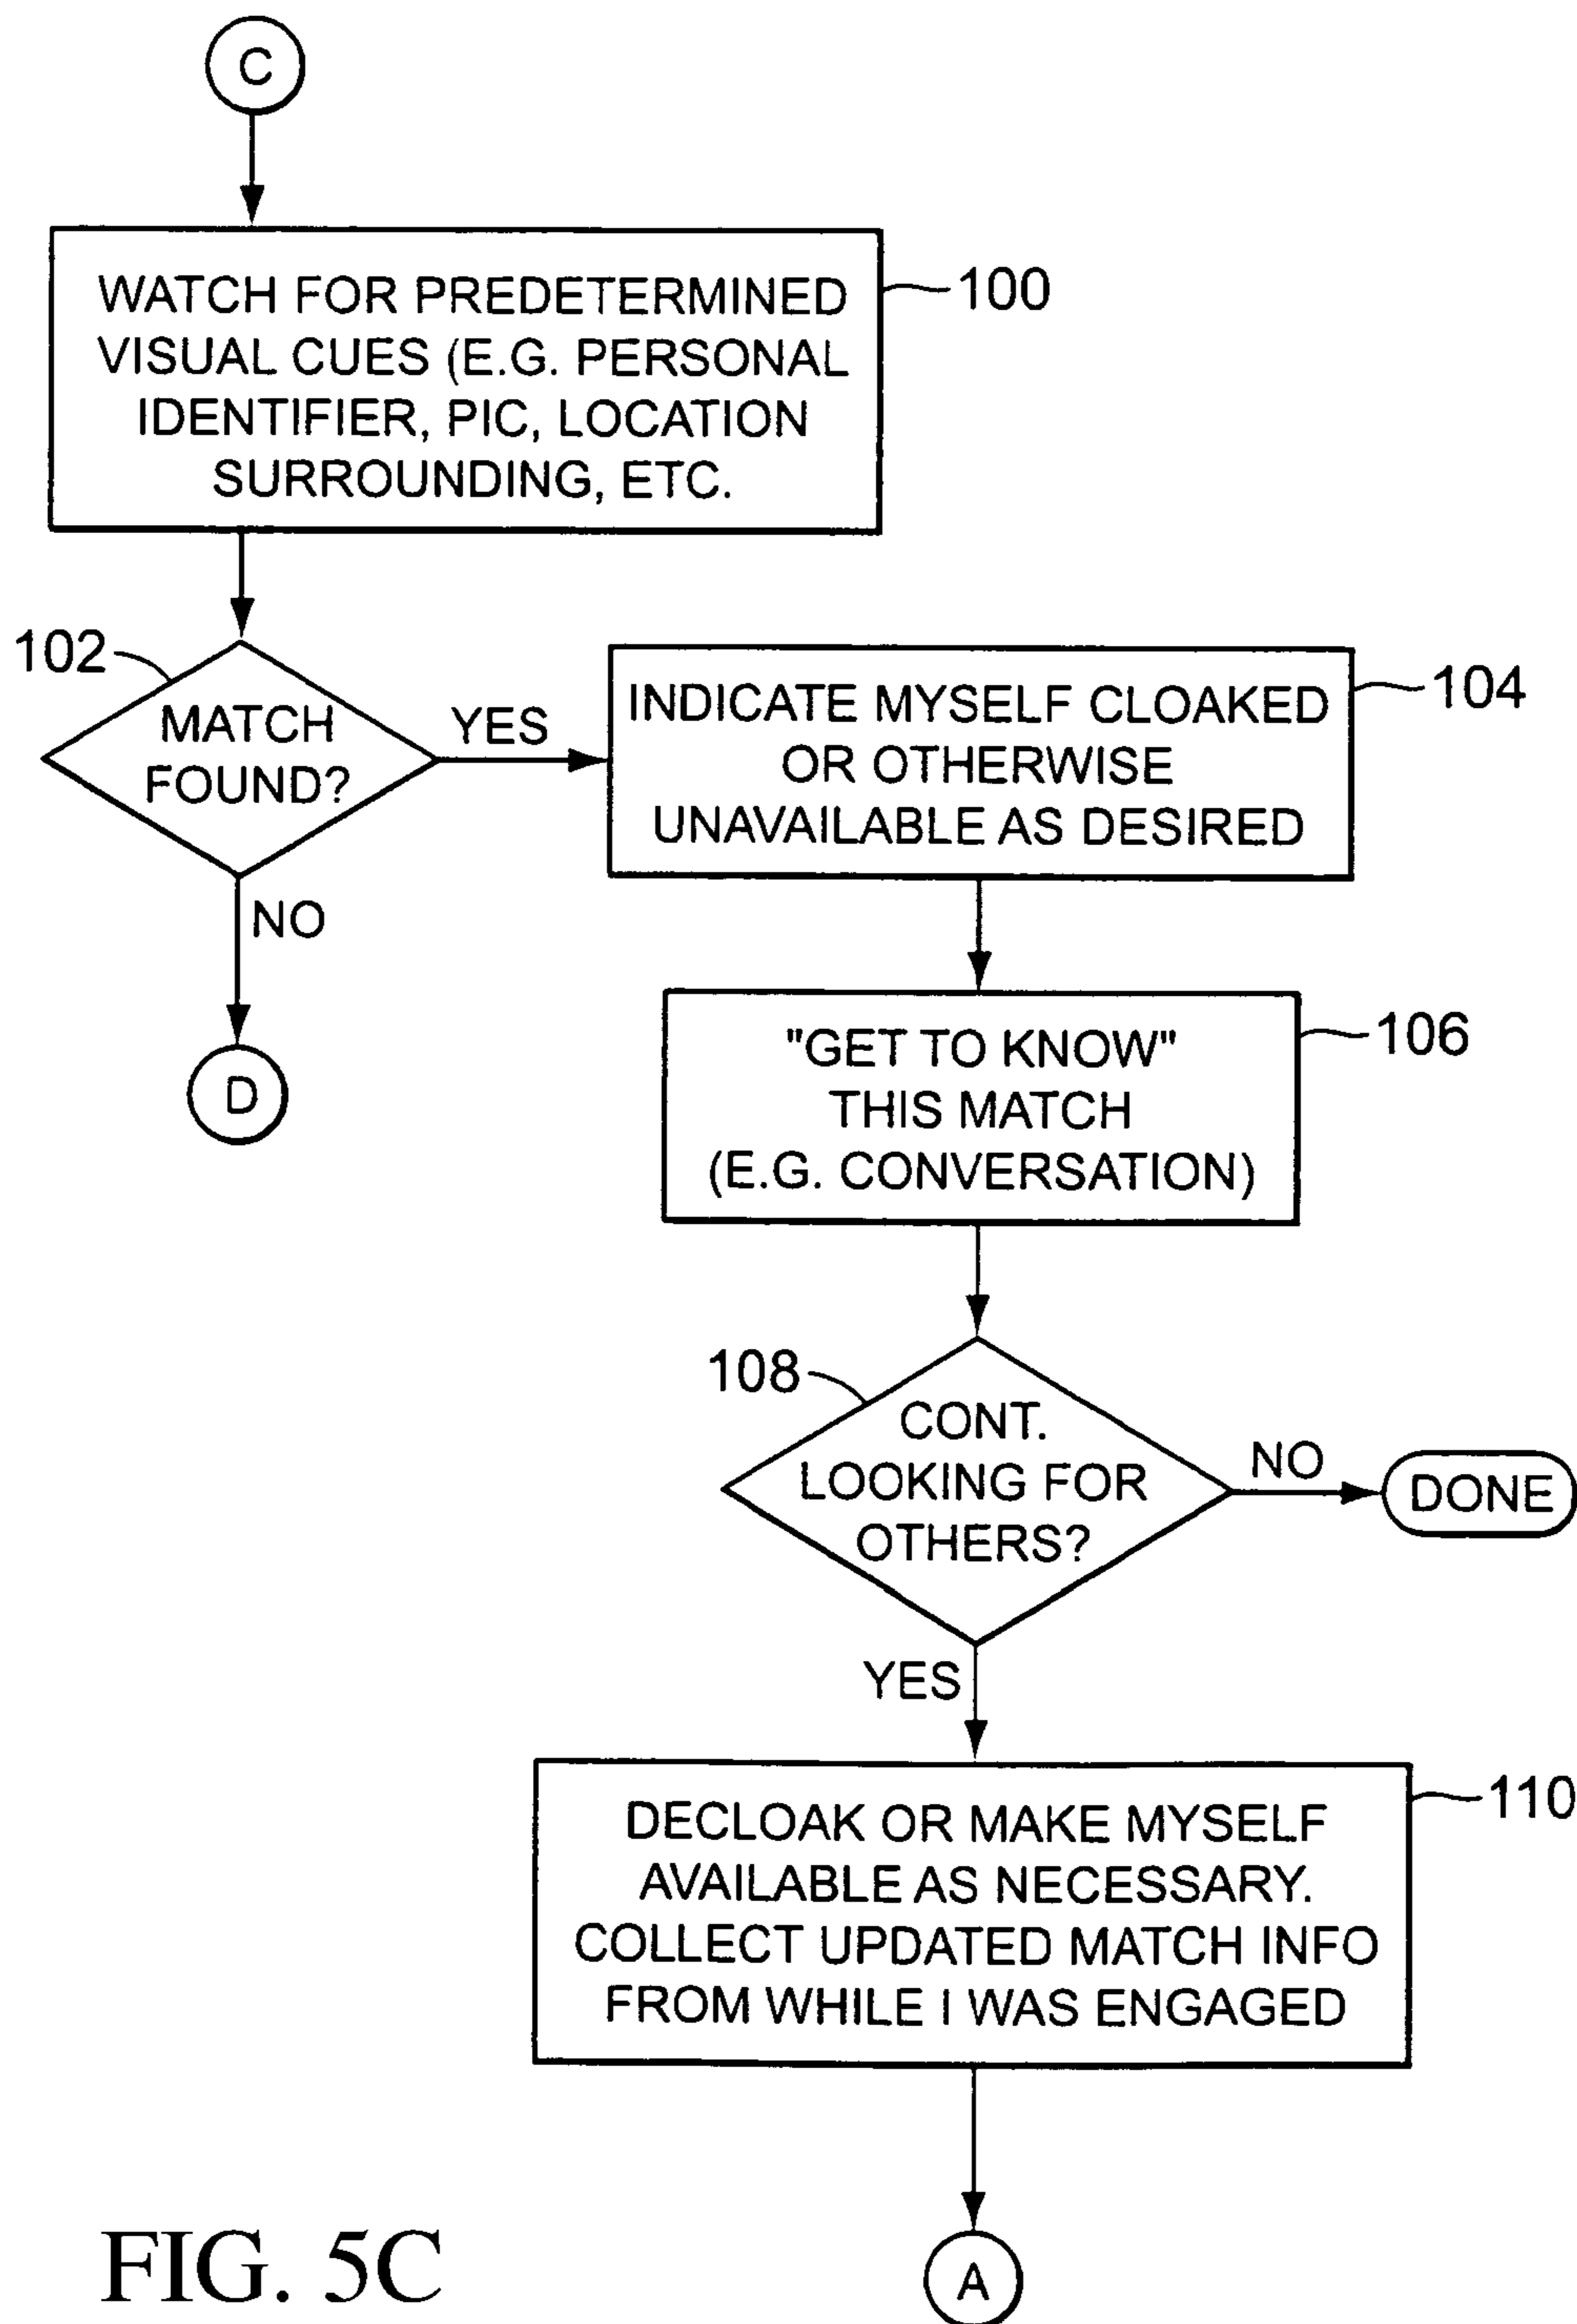 C
WATCH FOR PREDETERMINED
VISUAL CUES (E.G. PERSONAL
IDENTIFIER, PIC, LOCATION
SURROUNDING, ETC.
100
102
MATCH
FOUND?
YES
NO
D
INDICATE MYSELF CLOAKED
OR OTHERWISE
UNAVAILABLE AS DESIRED
104
"GET TO KNOW"
THIS MATCH
(E.G. CONVERSATION)
106
108
CONT.
LOOKING FOR
OTHERS?
NO
DONE
YES
DECLOAK OR MAKE MYSELF
AVAILABLE AS NECESSARY.
COLLECT UPDATED MATCH INFO
FROM WHILE I WAS ENGAGED
110
A
FIG. 5C